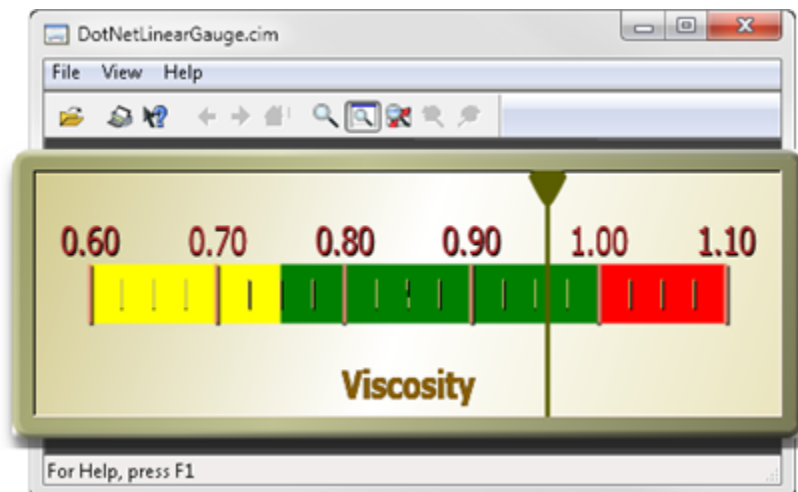 DotNetLinearGauge.cim
File View Help
0.60 0.70 0.80 0.90 1.00 1.10
Viscosity
For Help, press F1